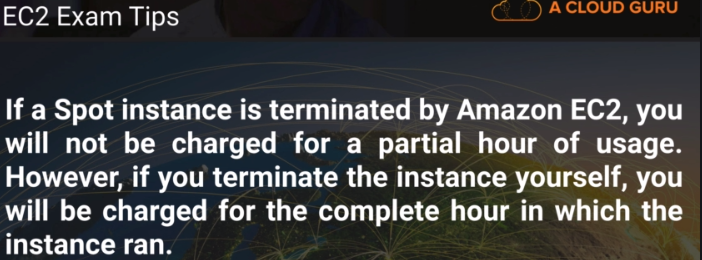 EC2 Exam Tips
A CLOUD GURU
If a Spot instance is terminated by Amazon EC2, you
will not be charged for a partial hour of usage.
However, if you terminate the instance yourself, you
will be charged for the complete hour in which the
instance ran.